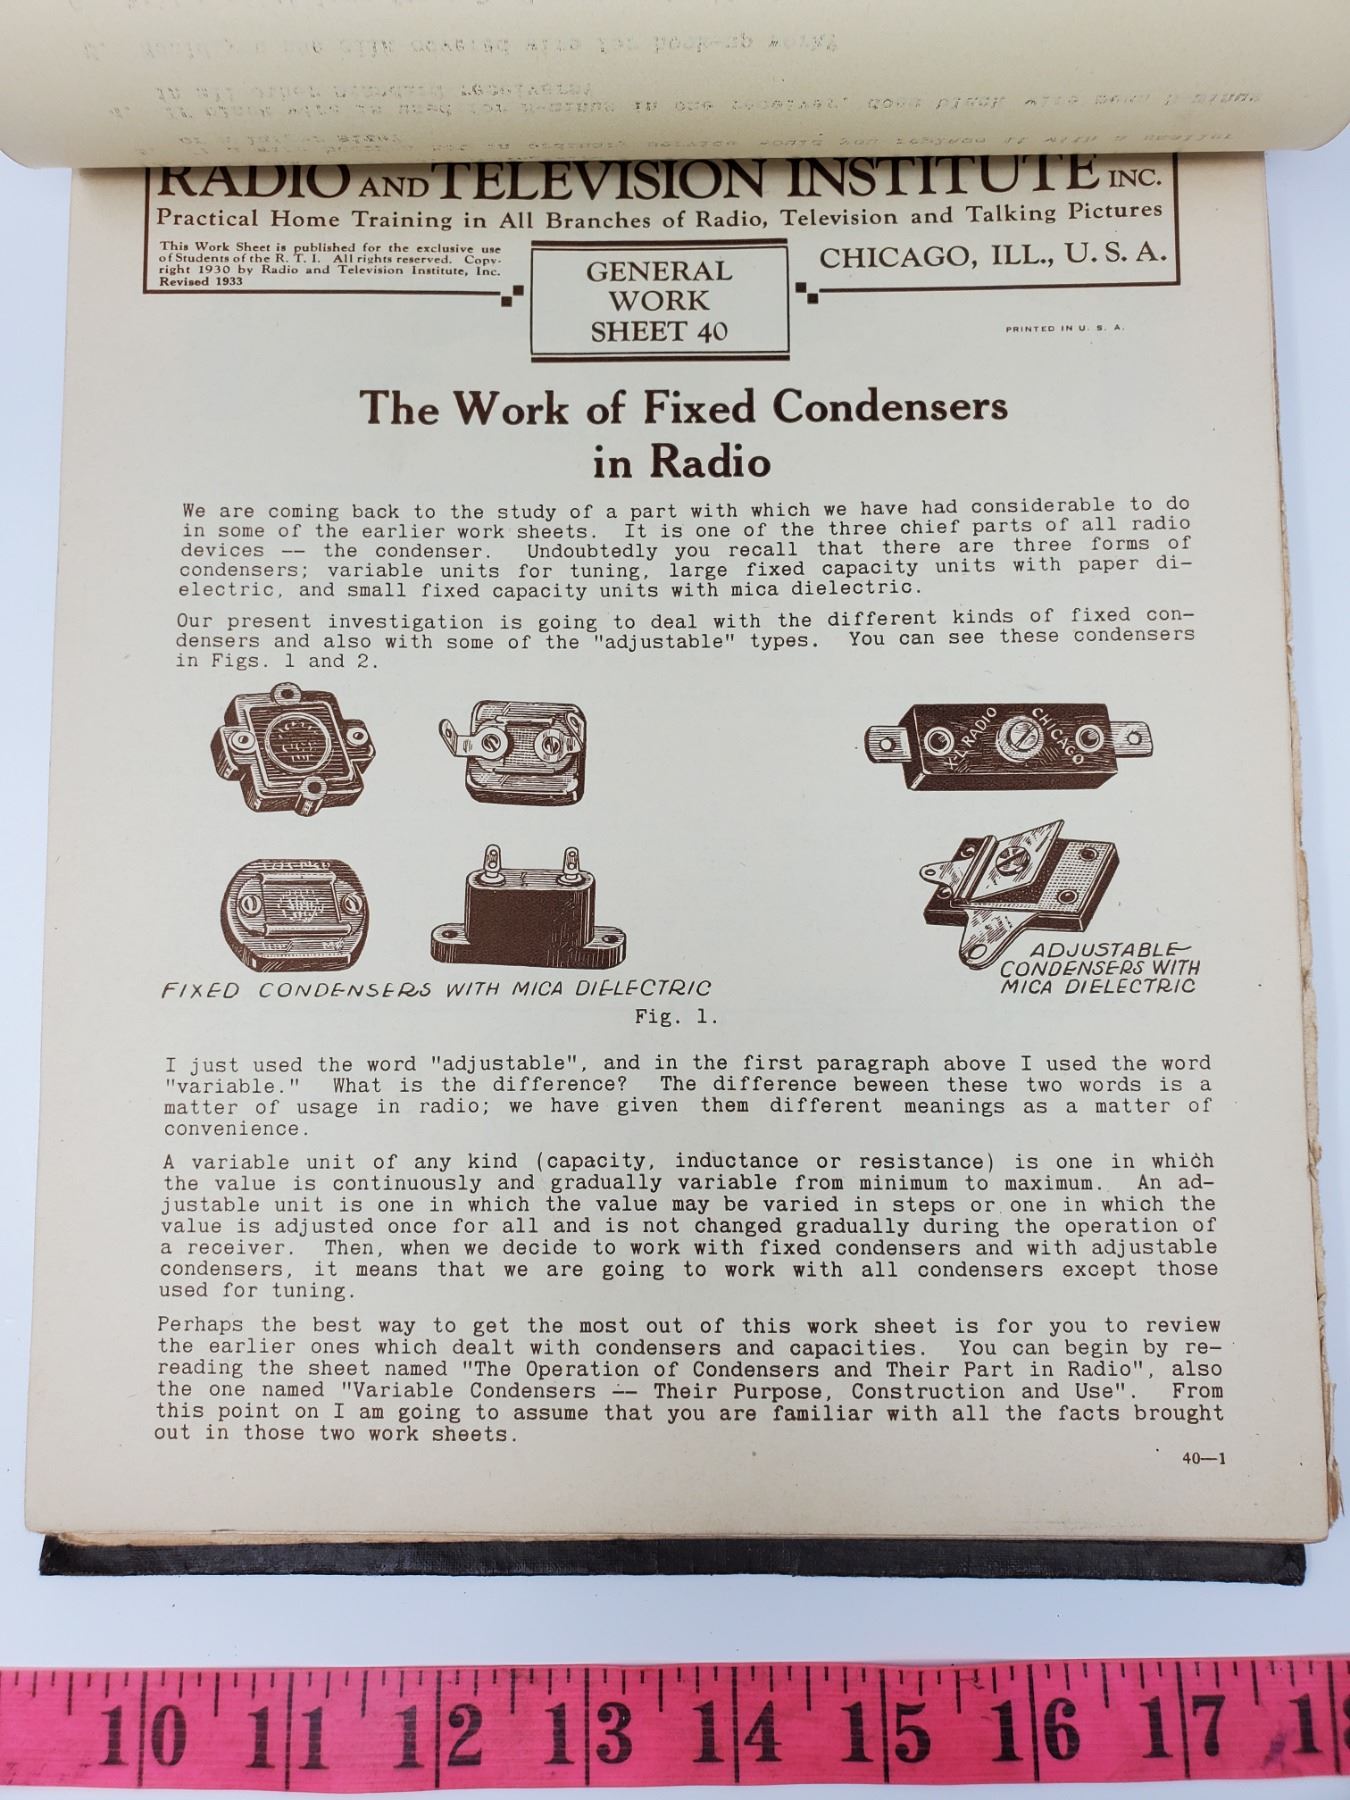 RADIO AND TELEVISION INSTITUTE INC.
Practical Home Training in All Branches of Radio, Television and Talking Pictures
This Work Sheet is published for the exclusive use
of Students of the R. T. I. All rights reserved. Copy-
right 1930 by Radio and Television Institute, Inc.
Revised 1933
GENERAL
WORK
SHEET 40
CHICAGO, ILL., U. S. A.
PRINTED IN U. S. A.
The Work of Fixed Condensers
in Radio
We are coming back to the study of a part with which we have had considerable to do
in some of the earlier work sheets. It is one of the three chief parts of all radio
devices -- the condenser. Undoubtedly you recall that there are three forms of
condensers; variable units for tuning, large fixed capacity units with paper di-
electric, and small fixed capacity units with mica dielectric.
Our present investigation is going to deal with the different kinds of fixed con-
densers and also with some of the "adjustable" types. You can see these condensers
in Figs. 1 and 2.
X-L RADIO CHICAGO
FIXED CONDENSERS WITH MICA DIELECTRIC
ADJUSTABLE
CONDENSERS WITH
MICA DIELECTRIC
Fig. 1.
I just used the word "adjustable", and in the first paragraph above I used the word
"variable." What is the difference? The difference beween these two words is a
matter of usage in radio; we have given them different meanings as a matter of
convenience.
A variable unit of any kind (capacity, inductance or resistance) is one in which
the value is continuously and gradually variable from minimum to maximum. An ad-
justable unit is one in which the value may be varied in steps or one in which the
value is adjusted once for all and is not changed gradually during the operation of
a receiver. Then, when we decide to work with fixed condensers and with adjustable
condensers, it means that we are going to work with all condensers except those
used for tuning.
Perhaps the best way to get the most out of this work sheet is for you to review
the earlier ones which dealt with condensers and capacities. You can begin by re-
reading the sheet named "The Operation of Condensers and Their Part in Radio", also
the one named "Variable Condensers -- Their Purpose, Construction and Use". From
this point on I am going to assume that you are familiar with all the facts brought
out in those two work sheets.
40—1
10 11 12 13 14 15 16 17 18